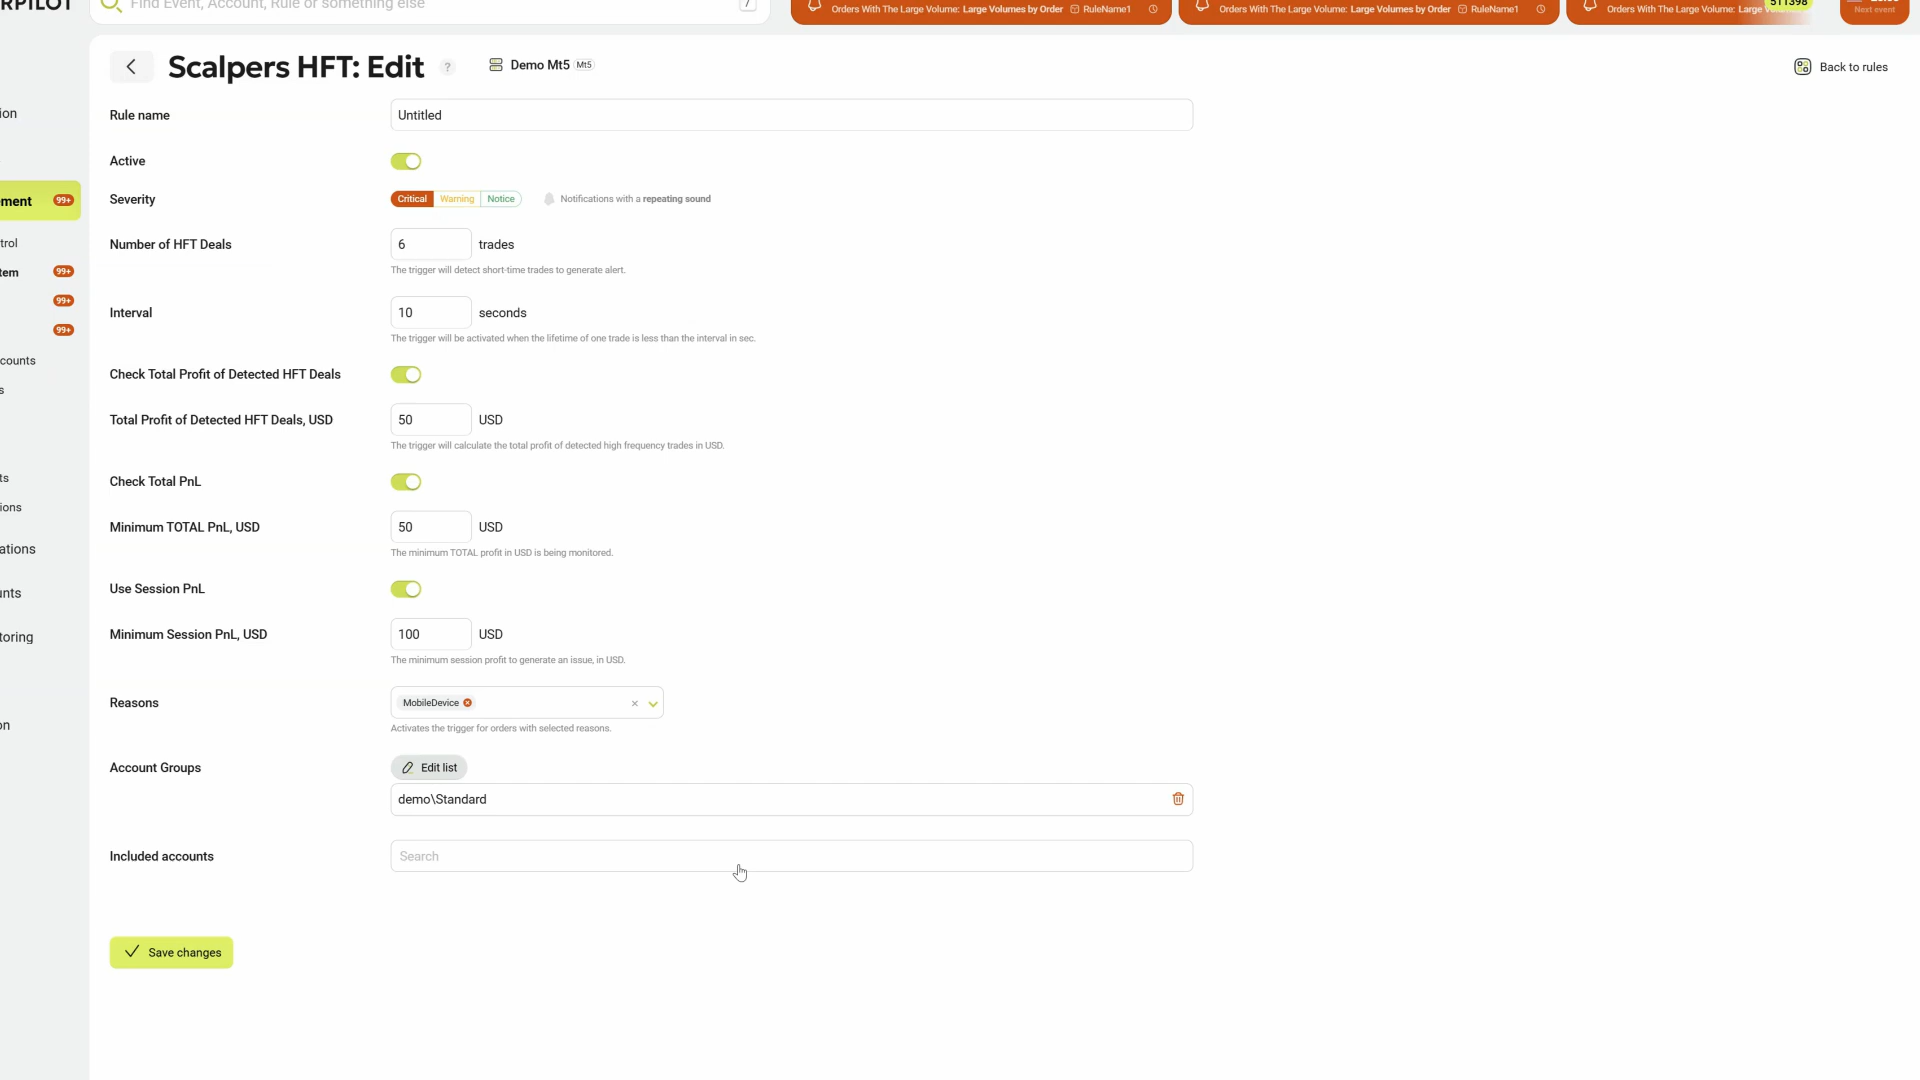 RPILOT
Find Event, Account, Rule or something else
/
Orders With The Large Volume: Large Volumes by Order RuleName1
Orders With The Large Volume: Large Volumes by Order RuleName1
Orders With The Large Volume: Large
511398
Next event
Scalpers HFT: Edit ?
Demo Mt5 Mt5
Back to rules
ion
ment 99+
trol
tem 99+
99+
99+
counts
s
ts
ions
ations
unts
toring
on
Rule name
Untitled
Active
Severity
Critical Warning Notice
Notifications with a repeating sound
Number of HFT Deals
6 trades
The trigger will detect short-time trades to generate alert.
Interval
10 seconds
The trigger will be activated when the lifetime of one trade is less than the interval in sec.
Check Total Profit of Detected HFT Deals
Total Profit of Detected HFT Deals, USD
50 USD
The trigger will calculate the total profit of detected high frequency trades in USD.
Check Total PnL
Minimum TOTAL PnL, USD
50 USD
The minimum TOTAL profit in USD is being monitored.
Use Session PnL
Minimum Session PnL, USD
100 USD
The minimum session profit to generate an issue, in USD.
Reasons
MobileDevice
Activates the trigger for orders with selected reasons.
Account Groups
Edit list
demo\Standard
Included accounts
Search
Save changes